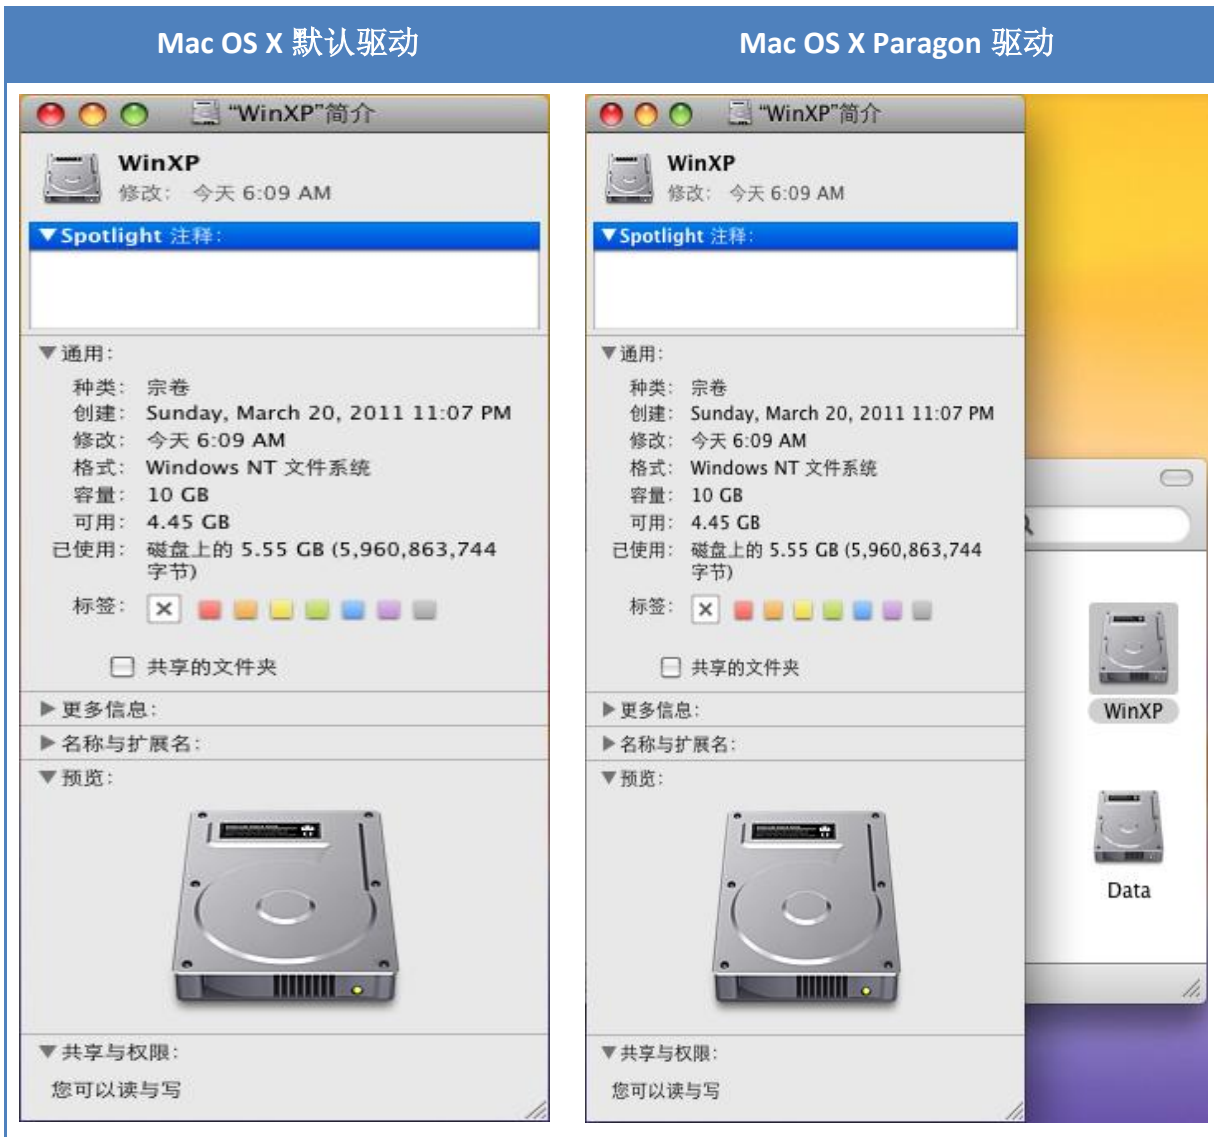 Mac OS X 默认驱动
Mac OS X Paragon 驱动
“WinXP”简介
WinXP
修改： 今天 6:09 AM
Spotlight 注释：
通用：
种类： 宗卷
创建： Sunday, March 20, 2011 11:07 PM
修改： 今天 6:09 AM
格式： Windows NT 文件系统
容量： 10 GB
可用： 4.45 GB
已使用： 磁盘上的 5.55 GB (5,960,863,744
字节)
标签：
共享的文件夹
更多信息：
名称与扩展名：
预览：
共享与权限：
您可以读与写
“WinXP”简介
WinXP
修改： 今天 6:09 AM
Spotlight 注释：
通用：
种类： 宗卷
创建： Sunday, March 20, 2011 11:07 PM
修改： 今天 6:09 AM
格式： Windows NT 文件系统
容量： 10 GB
可用： 4.45 GB
已使用： 磁盘上的 5.55 GB (5,960,863,744
字节)
标签：
共享的文件夹
更多信息：
名称与扩展名：
预览：
共享与权限：
您可以读与写
WinXP
Data